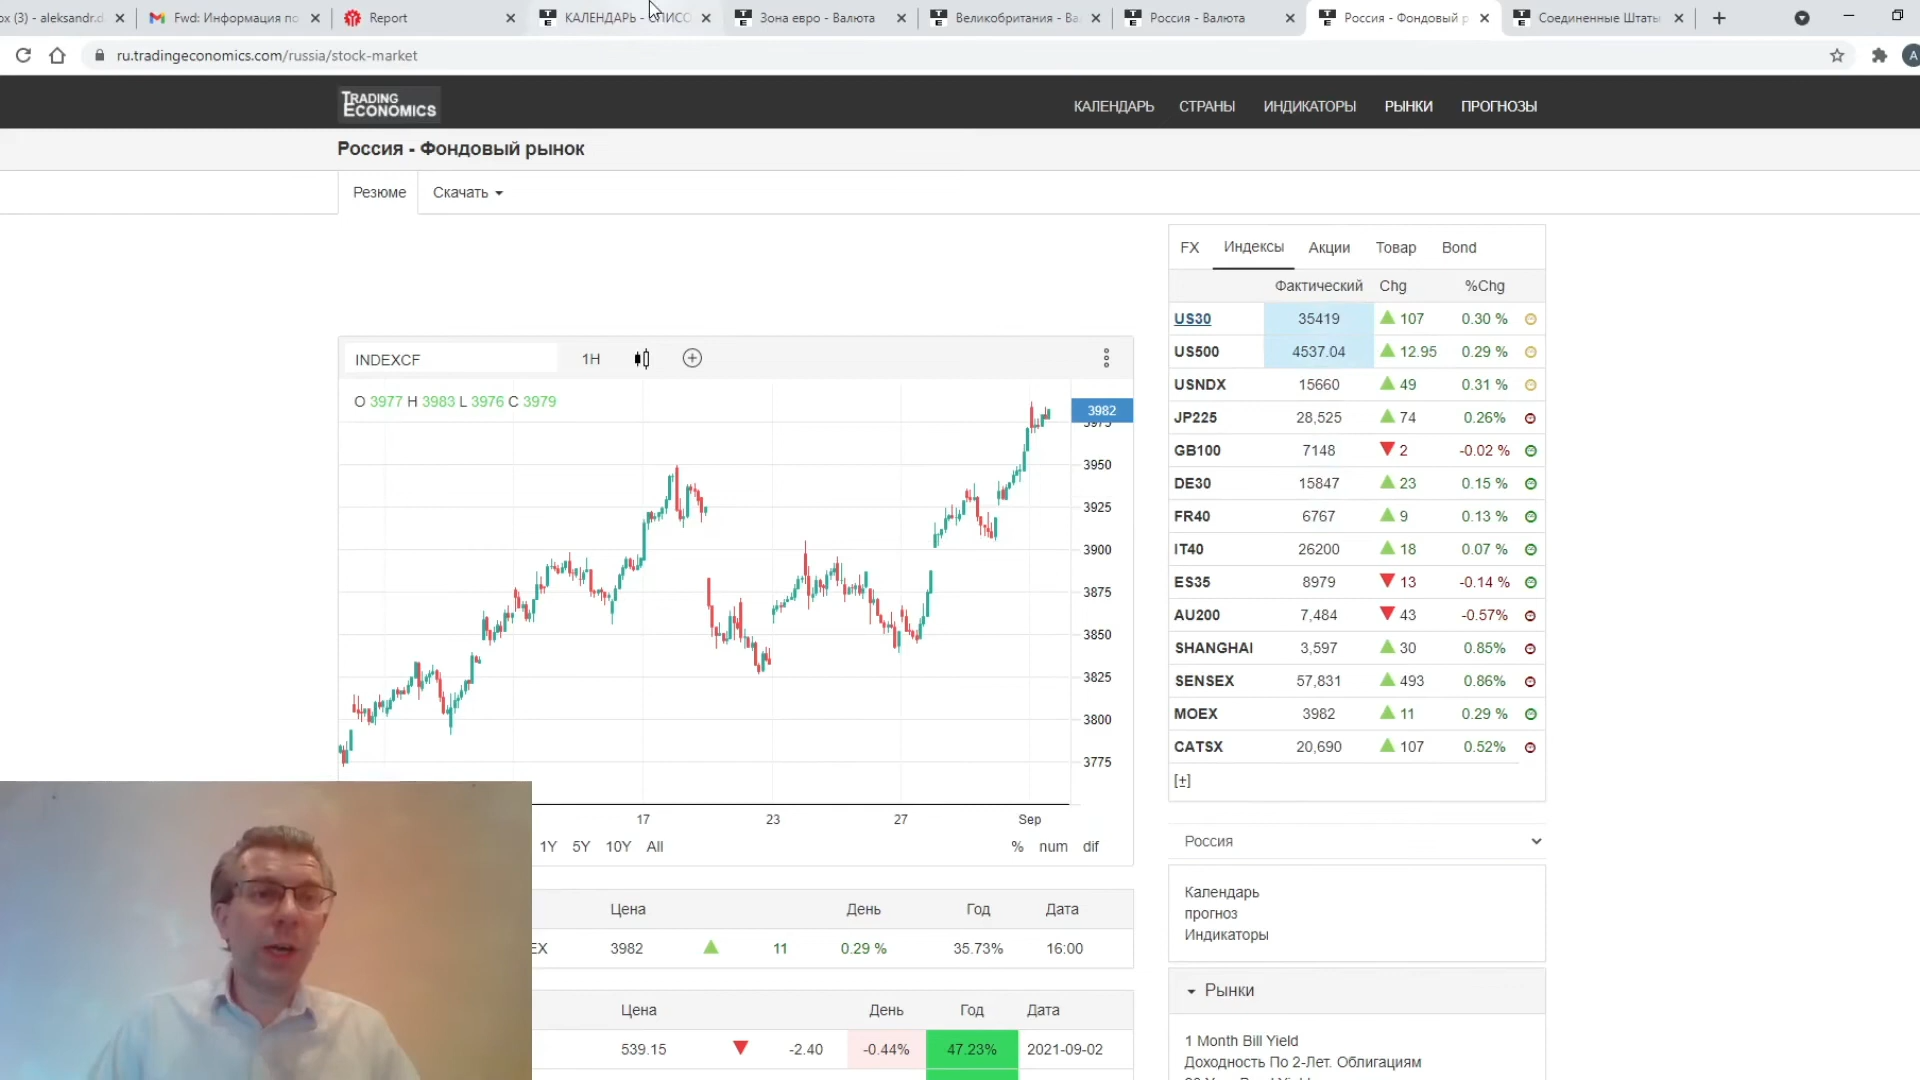 ox (3) - aleksandr.d
Fwd: Информация по
Report
КАЛЕНДАРЬ -
Зона евро - Валюта
Великобритания - Ва
Россия - Валюта
Россия - Фондовый р
Соединенные Штаты
ru.tradingeconomics.com/russia/stock-market
A
TRADING
ECONOMICS
КАЛЕНДАРЬ СТРАНЫ ИНДИКАТОРЫ РЫНКИ ПРОГНОЗЫ
Россия - Фондовый рынок
Резюме Скачать
FX Индексы Акции Товар Bond
Фактический Chg %Chg
US30 35419 107 0.30 %
US500 4537.04 12.95 0.29 %
USNDX 15660 49 0.31 %
JP225 28,525 74 0.26%
GB100 7148 2 -0.02 %
DE30 15847 23 0.15 %
FR40 6767 9 0.13 %
IT40 26200 18 0.07 %
ES35 8979 13 -0.14 %
AU200 7,484 43 -0.57%
SHANGHAI 3,597 30 0.85%
SENSEX 57,831 493 0.86%
MOEX 3982 11 0.29 %
CATSX 20,690 107 0.52%
[±]
INDEXCF 1H
O 3977 H 3983 L 3976 C 3979
3982
3975
3950
3925
3900
3875
3850
3825
3800
3775
17 23 27 Sep
1Y 5Y 10Y All % num dif
Цена День Год Дата
EX 3982 11 0.29 % 35.73% 16:00
Цена День Год Дата
539.15 -2.40 -0.44% 47.23% 2021-09-02
Россия
Календарь
прогноз
Индикаторы
Рынки
1 Month Bill Yield
Доходность По 2-Лет. Облигациям